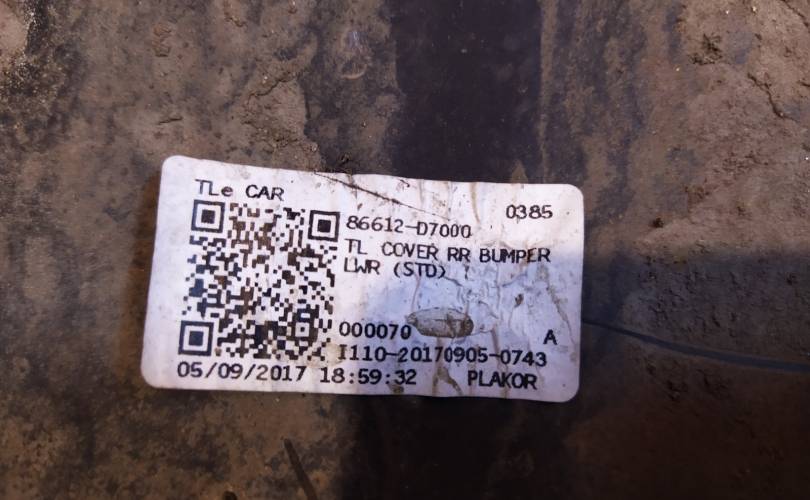 TLe CAR
0385
86612-D7000
TL COVER RR BUMPER
LWR (STD)
000070
A
I110-20170905-0743
05/09/2017 18:59:32
PLAKOR